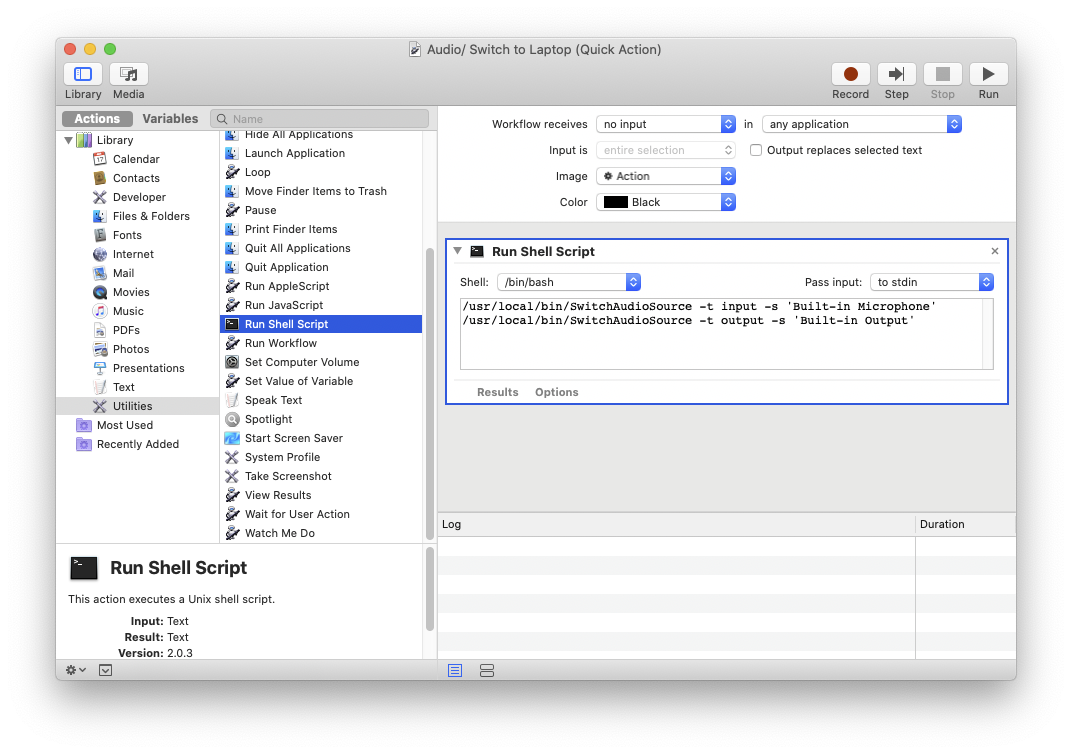 Audio/ Switch to Laptop (Quick Action)
Library
Media
Record
Step
Stop
Run
Actions
Variables
Name
Library
Calendar
17
Contacts
Developer
Files & Folders
Fonts
Internet
Mail
Movies
Music
PDFs
Photos
Presentations
Text
Utilities
Most Used
Recently Added
Hide All Applications
Launch Application
Loop
Move Finder Items to Trash
Pause
Print Finder Items
Quit All Applications
Quit Application
Run AppleScript
Run JavaScript
Run Shell Script
Run Workflow
Set Computer Volume
Set Value of Variable
Speak Text
Spotlight
Start Screen Saver
System Profile
Take Screenshot
View Results
Wait for User Action
Watch Me Do
Run Shell Script
This action executes a Unix shell script.
Input: Text
Result: Text
Version: 2.0.3
Workflow receives no input in any application
Input is entire selection Output replaces selected text
Image Action
Color Black
Run Shell Script
Shell: /bin/bash Pass input: to stdin
/usr/local/bin/SwitchAudioSource -t input -s 'Built-in Microphone'
/usr/local/bin/SwitchAudioSource -t output -s 'Built-in Output'
Results Options
Log Duration